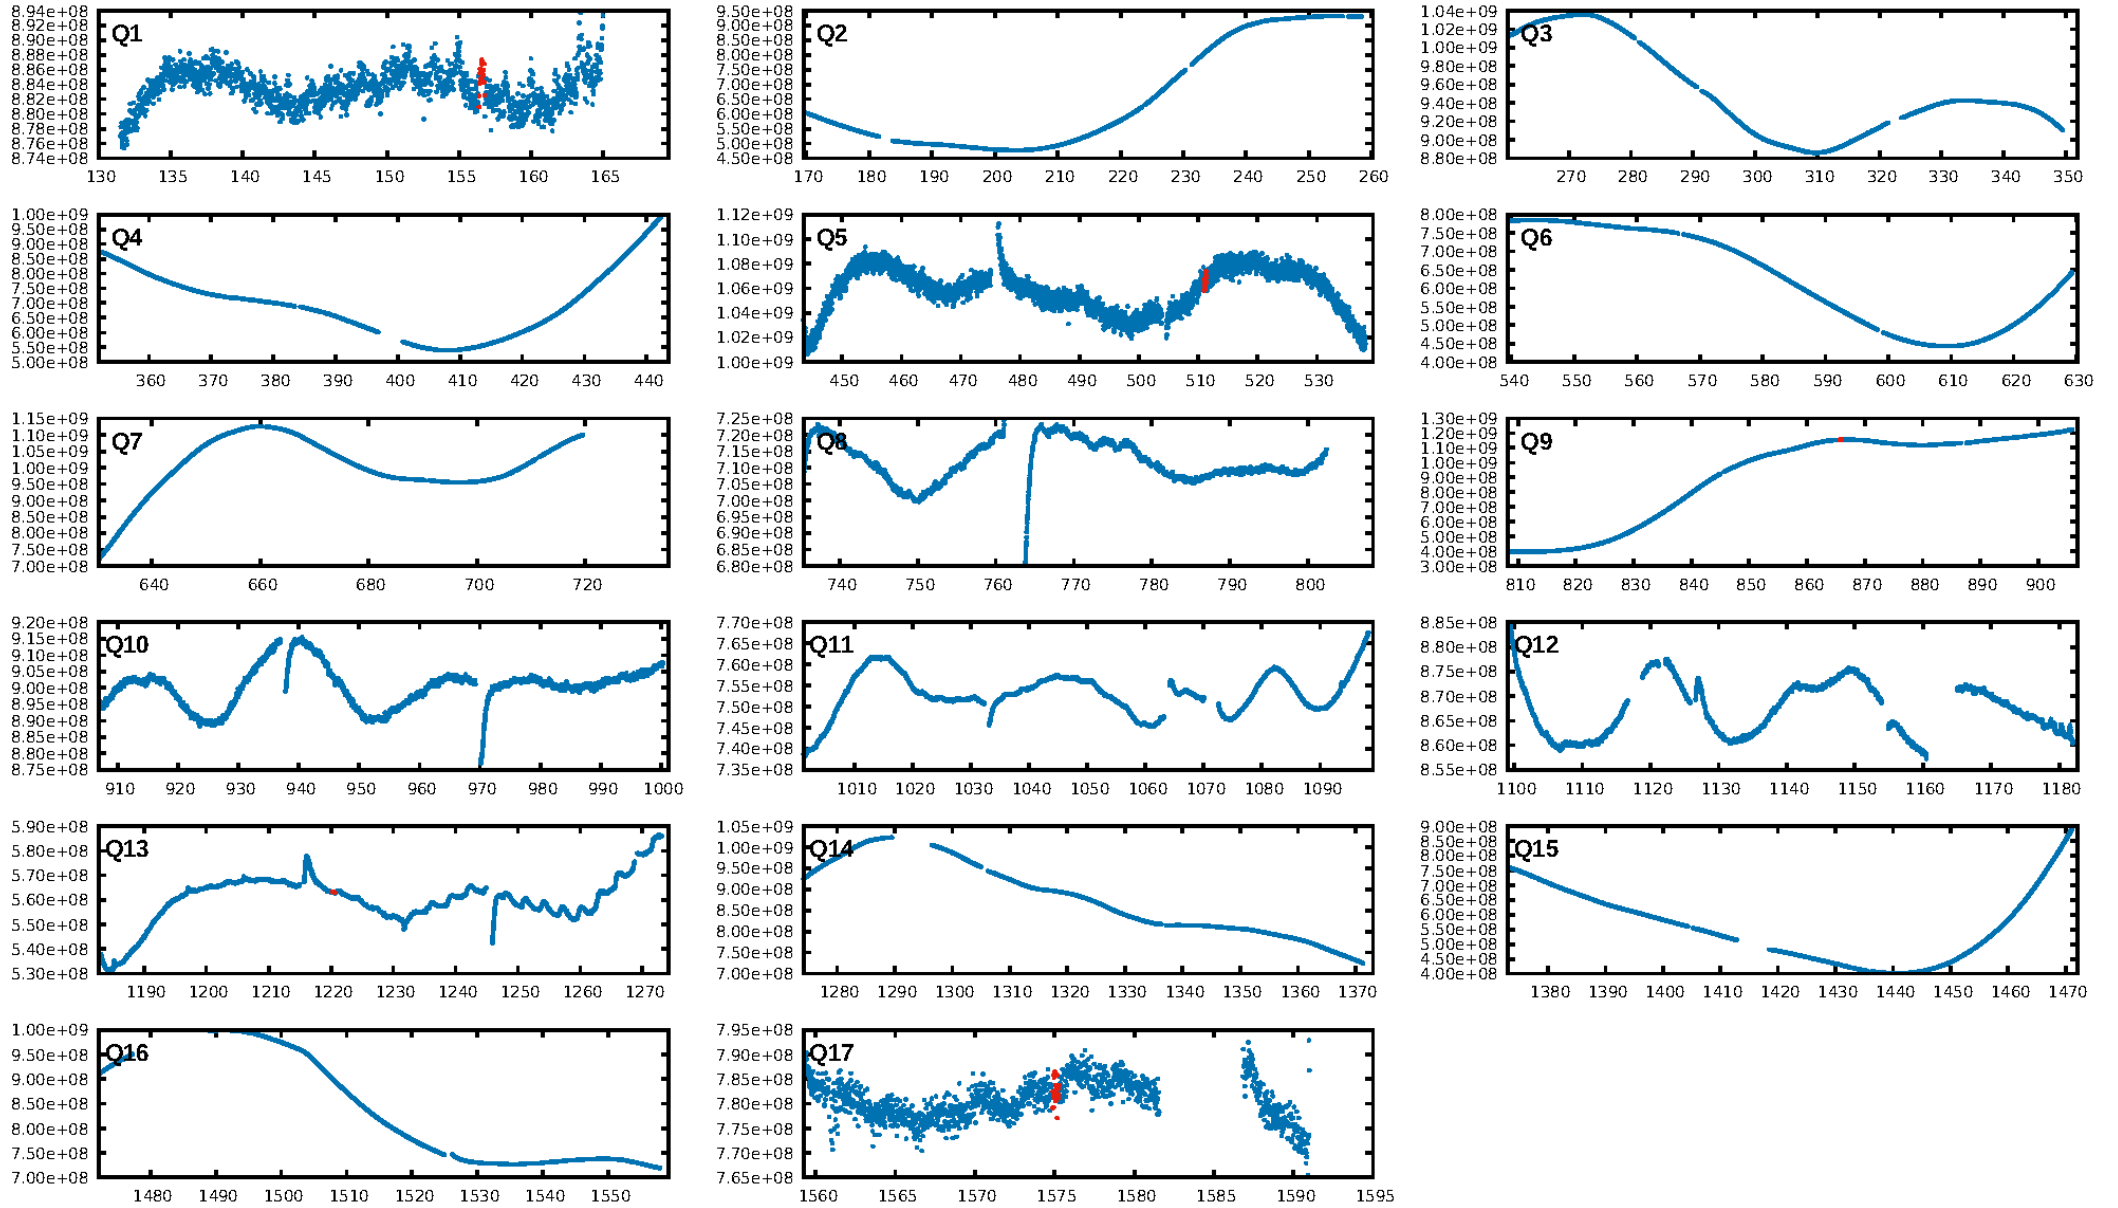 8.94e+08
8.92e+08
8.90e+08
8.88e+08
8.86e+08
8.84e+08
8.82e+08
8.80e+08
8.78e+08
8.76e+08
8.74e+08
Q1
130 135 140 145 150 155 160 165
9.50e+08
9.00e+08
8.50e+08
8.00e+08
7.50e+08
7.00e+08
6.50e+08
6.00e+08
5.50e+08
5.00e+08
4.50e+08
Q2
170 180 190 200 210 220 230 240 250 260
1.04e+09
1.02e+09
1.00e+09
9.80e+08
9.60e+08
9.40e+08
9.20e+08
9.00e+08
8.80e+08
Q3
270 280 290 300 310 320 330 340 350
1.00e+09
9.50e+08
9.00e+08
8.50e+08
8.00e+08
7.50e+08
7.00e+08
6.50e+08
6.00e+08
5.50e+08
5.00e+08
Q4
360 370 380 390 400 410 420 430 440
1.12e+09
1.10e+09
1.08e+09
1.06e+09
1.04e+09
1.02e+09
1.00e+09
Q5
450 460 470 480 490 500 510 520 530
8.00e+08
7.50e+08
7.00e+08
6.50e+08
6.00e+08
5.50e+08
5.00e+08
4.50e+08
4.00e+08
Q6
540 550 560 570 580 590 600 610 620 630
1.15e+09
1.10e+09
1.05e+09
1.00e+09
9.50e+08
9.00e+08
8.50e+08
8.00e+08
7.50e+08
7.00e+08
Q7
640 660 680 700 720
7.25e+08
7.20e+08
7.15e+08
7.10e+08
7.05e+08
7.00e+08
6.95e+08
6.90e+08
6.85e+08
6.80e+08
Q8
740 750 760 770 780 790 800
1.30e+09
1.20e+09
1.10e+09
1.00e+09
9.00e+08
8.00e+08
7.00e+08
6.00e+08
5.00e+08
4.00e+08
3.00e+08
Q9
810 820 830 840 850 860 870 880 890 900
9.20e+08
9.15e+08
9.10e+08
9.05e+08
9.00e+08
8.95e+08
8.90e+08
8.85e+08
8.80e+08
8.75e+08
Q10
910 920 930 940 950 960 970 980 990 1000
7.70e+08
7.65e+08
7.60e+08
7.55e+08
7.50e+08
7.45e+08
7.40e+08
7.35e+08
Q11
1010 1020 1030 1040 1050 1060 1070 1080 1090
8.85e+08
8.80e+08
8.75e+08
8.70e+08
8.65e+08
8.60e+08
8.55e+08
Q12
1100 1110 1120 1130 1140 1150 1160 1170 1180
5.90e+08
5.80e+08
5.70e+08
5.60e+08
5.50e+08
5.40e+08
5.30e+08
Q13
1190 1200 1210 1220 1230 1240 1250 1260 1270
1.05e+09
1.00e+09
9.50e+08
9.00e+08
8.50e+08
8.00e+08
7.50e+08
7.00e+08
Q14
1280 1290 1300 1310 1320 1330 1340 1350 1360 1370
9.00e+08
8.50e+08
8.00e+08
7.50e+08
7.00e+08
6.50e+08
6.00e+08
5.50e+08
5.00e+08
4.50e+08
4.00e+08
Q15
1380 1390 1400 1410 1420 1430 1440 1450 1460 1470
1.00e+09
9.50e+08
9.00e+08
8.50e+08
8.00e+08
7.50e+08
7.00e+08
Q16
1480 1490 1500 1510 1520 1530 1540 1550
7.95e+08
7.90e+08
7.85e+08
7.80e+08
7.75e+08
7.70e+08
7.65e+08
Q17
1560 1565 1570 1575 1580 1585 1590 1595